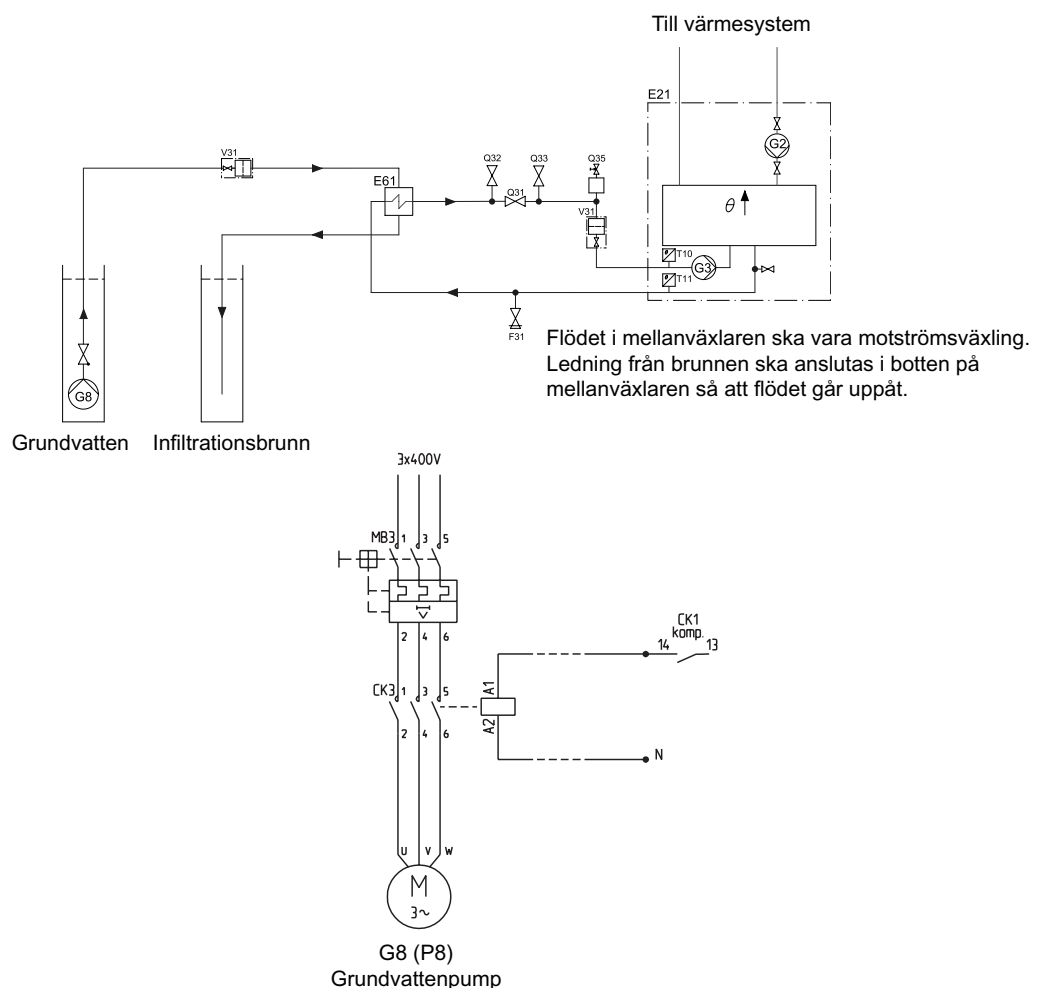 Till värmesystem
E21
G2
V31
E61
Q32
Q33
Q35
Q31
V31
θ
T10
G3
T11
F31
G8
Flödet i mellanväxlaren ska vara motströmsväxling.
Ledning från brunnen ska anslutas i botten på
mellanväxlaren så att flödet går uppåt.
Grundvatten
Infiltrationsbrunn
3x400V
MB3 1 3 5
2 4 6
CK1
komp.
14 13
CK3 1 3 5
A1
A2
2 4 6
N
U V W
M
3~
G8 (P8)
Grundvattenpump